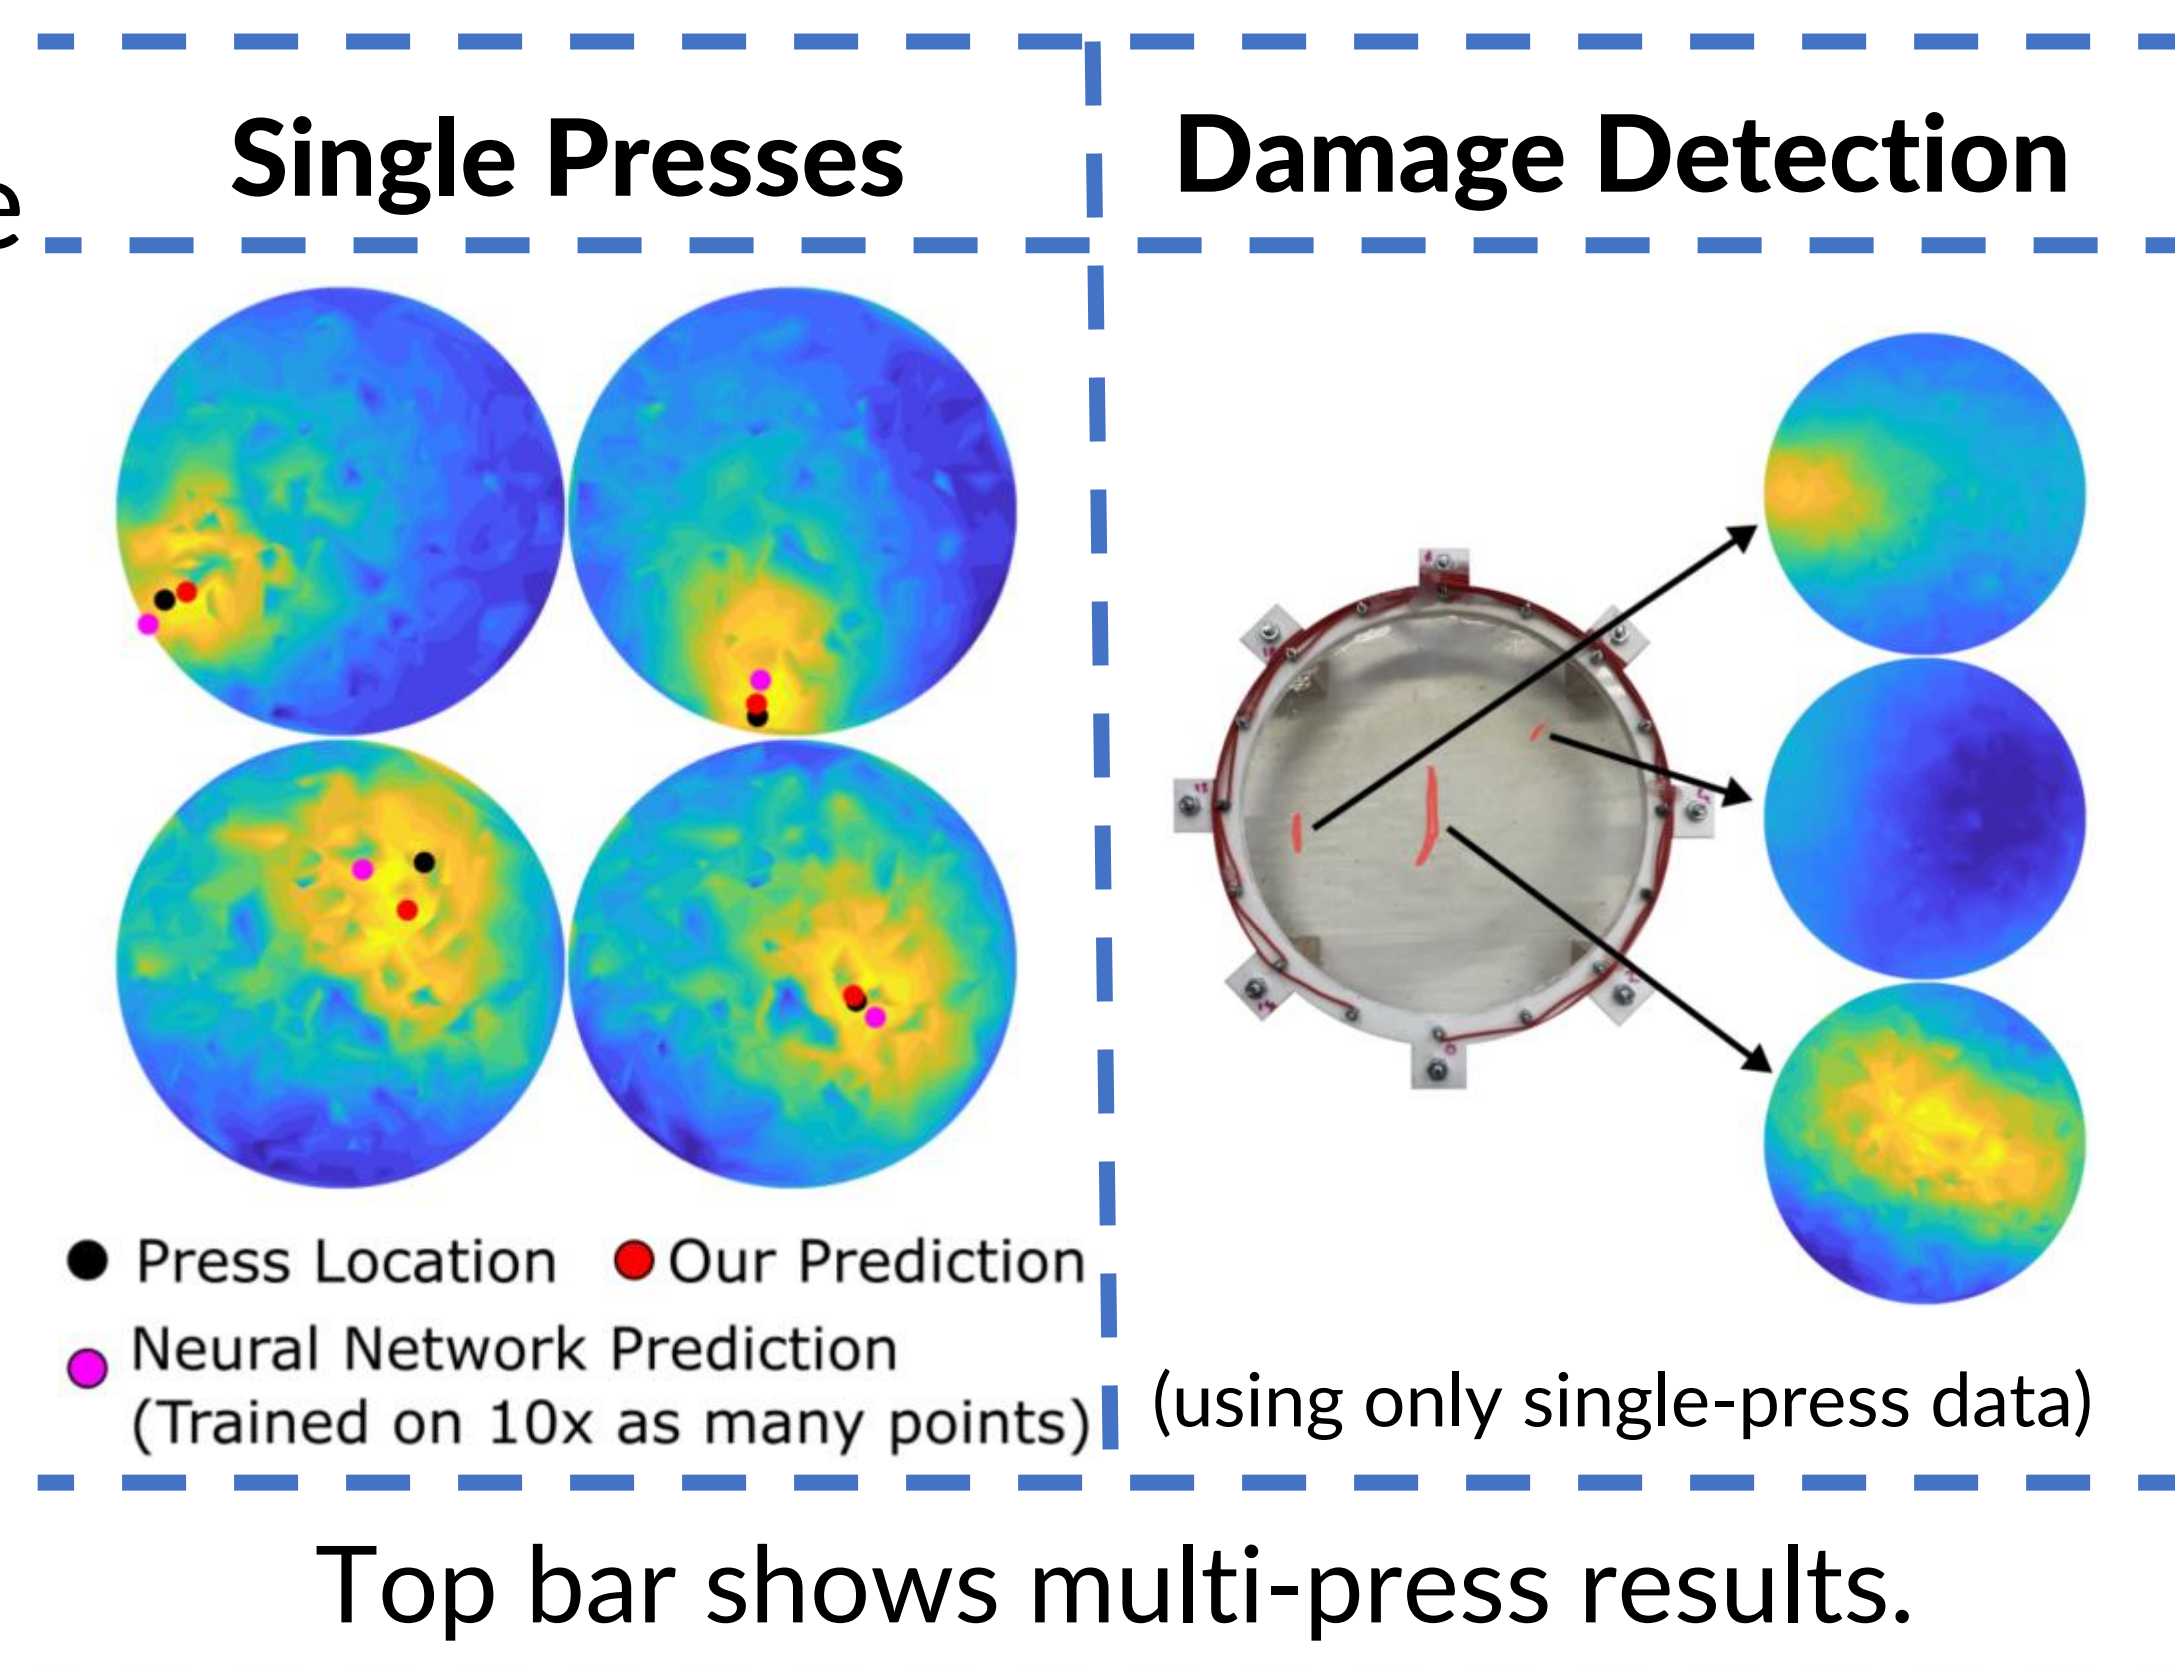 e
Single Presses
Damage Detection
Press Location
Our Prediction
Neural Network Prediction
(Trained on 10x as many points)
(using only single-press data)
Top bar shows multi-press results.